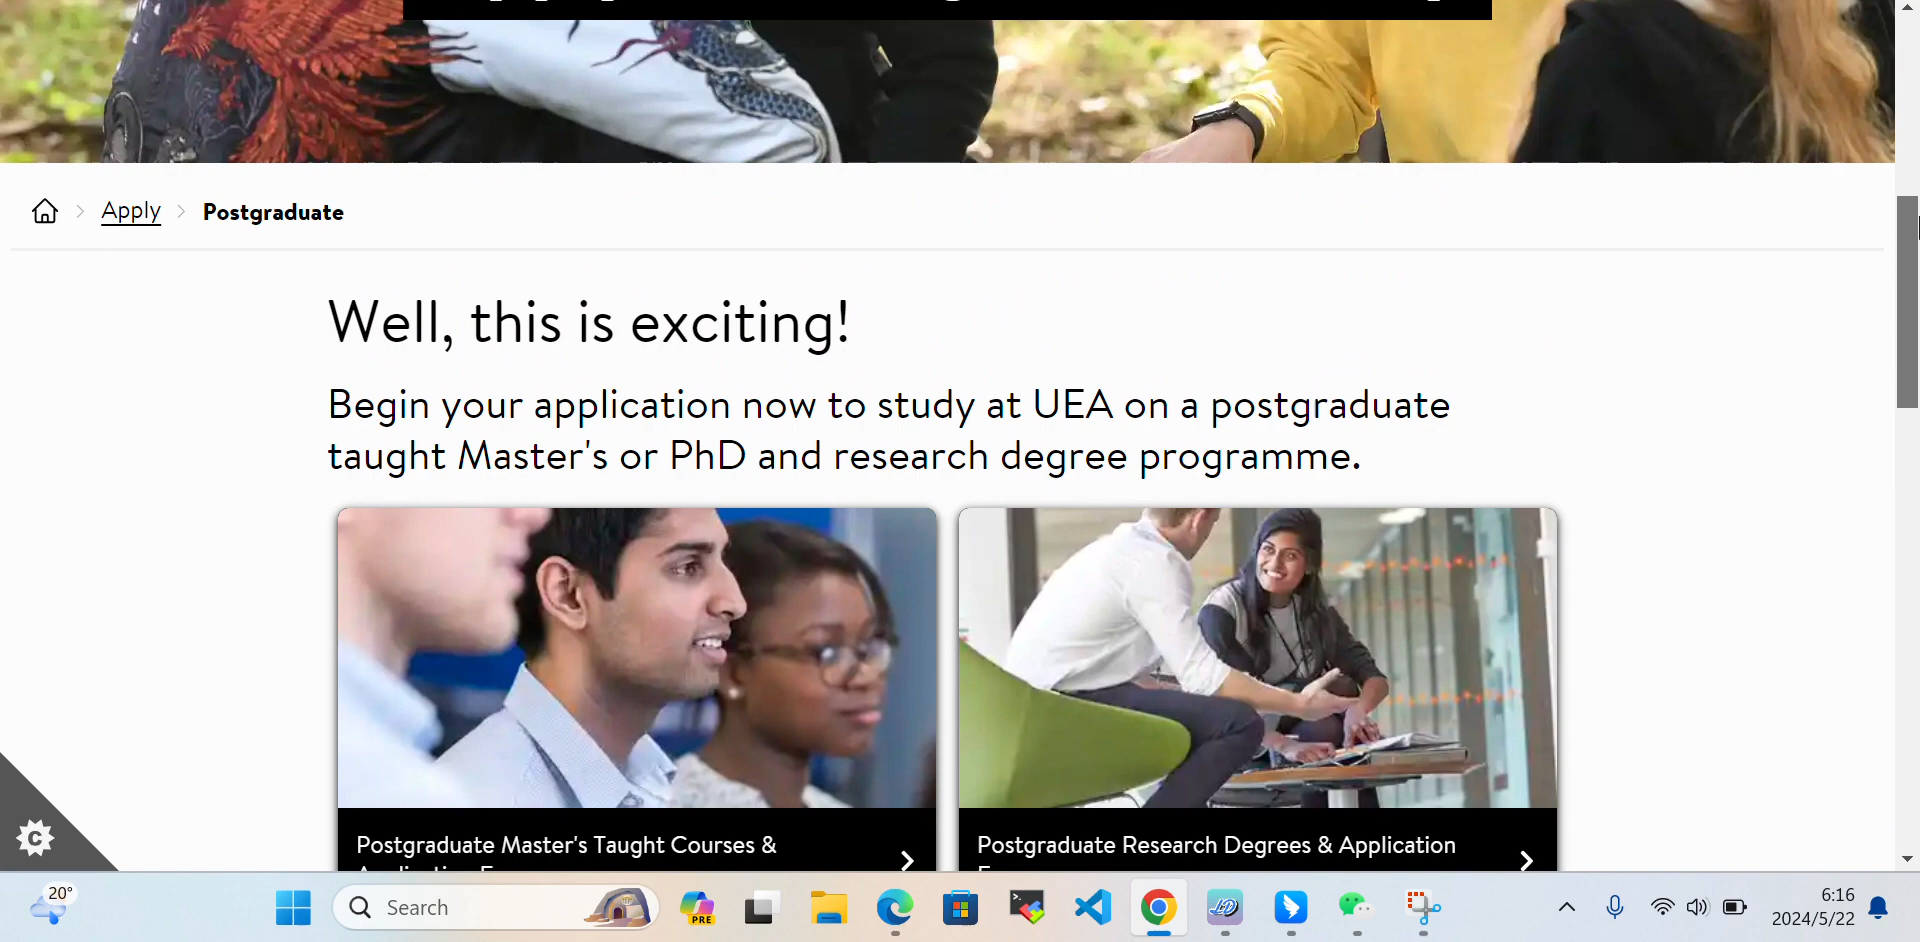 Apply
Postgraduate
Well, this is exciting!
Begin your application now to study at UEA on a postgraduate
taught Master's or PhD and research degree programme.
Postgraduate Master's Taught Courses &
Postgraduate Research Degrees & Application
20°
Search
PRE
6:16
2024/5/22